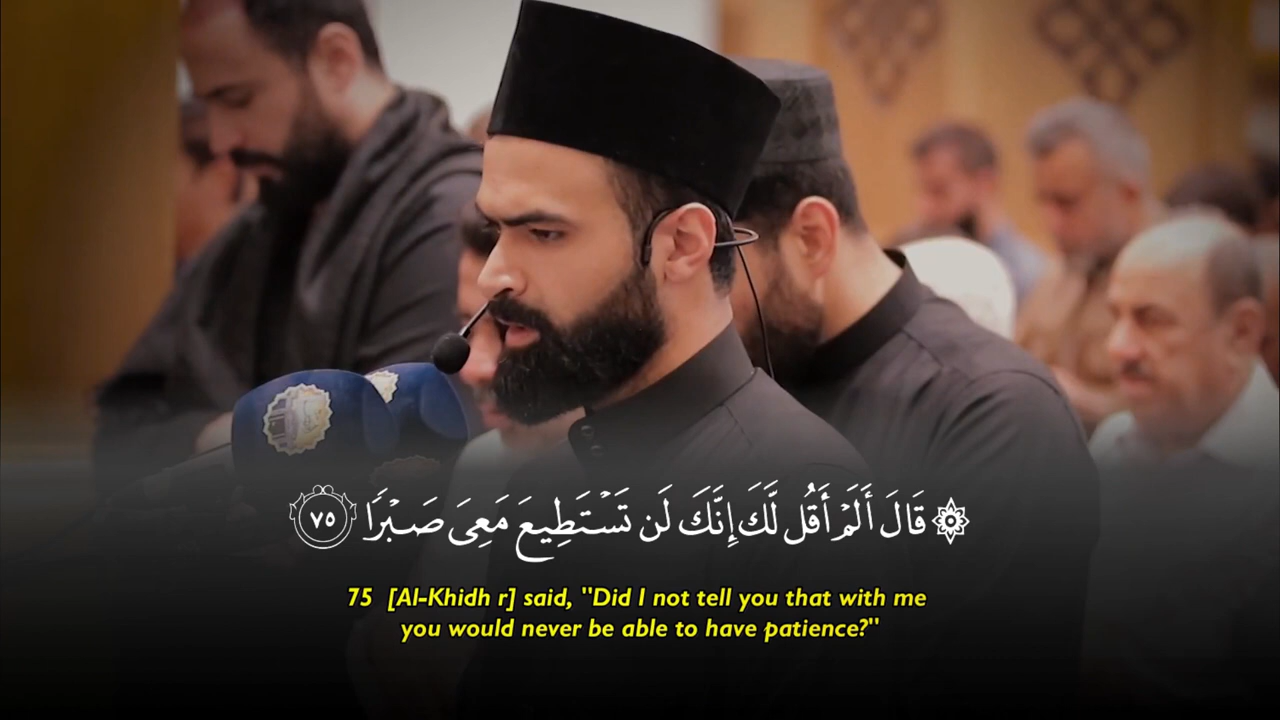 ۞ قَالَ أَلَمْ أَقُل لَّكَ إِنَّكَ لَن تَسْتَطِيعَ مَعِىَ صَبْرًا ٧٥
75 [Al-Khidh r] said, "Did I not tell you that with me
you would never be able to have patience?"